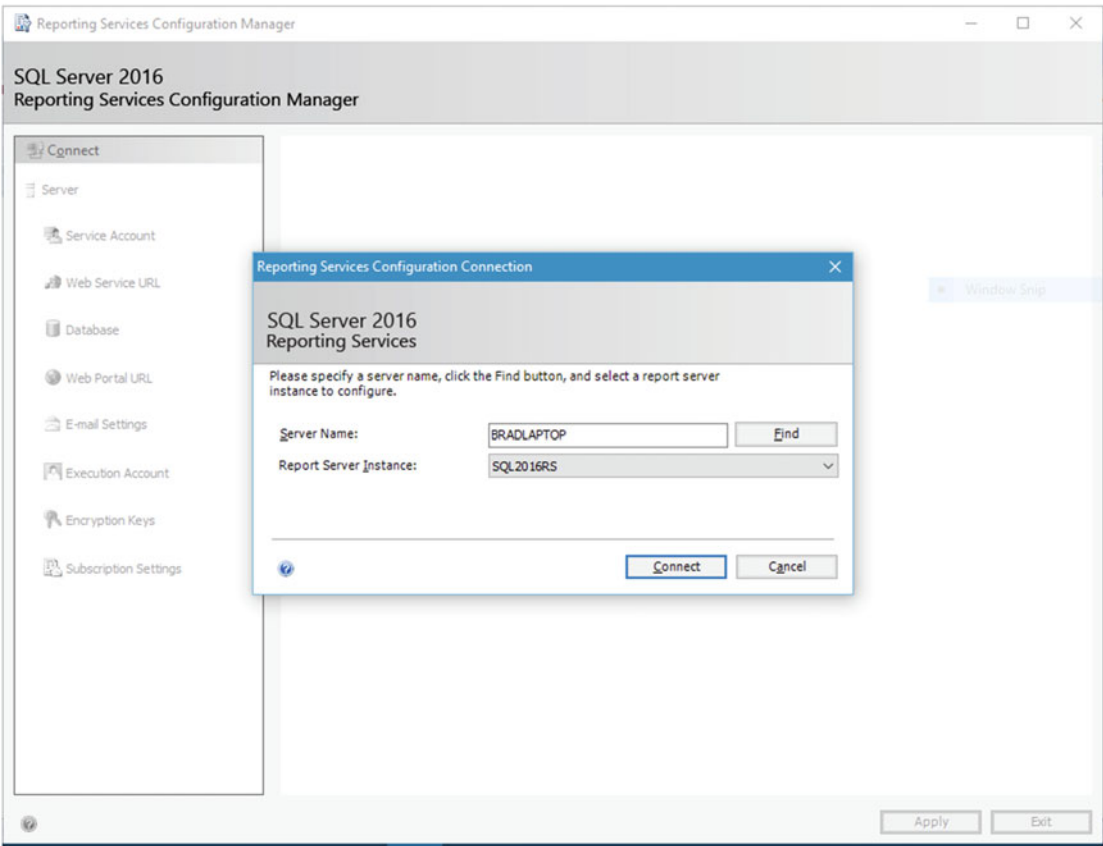 Reporting Services Configuration Manager
SQL Server 2016
Reporting Services Configuration Manager
Connect
Server
Service Account
Web Service URL
Database
Web Portal URL
E-mail Settings
Execution Account
Encryption Keys
Subscription Settings
Window Snip
Reporting Services Configuration Connection
SQL Server 2016
Reporting Services
Please specify a server name, click the Find button, and select a report server
instance to configure.
Server Name:
BRADLAPTOP
Find
Report Server Instance:
SQL2016RS
Connect
Cancel
Apply
Exit